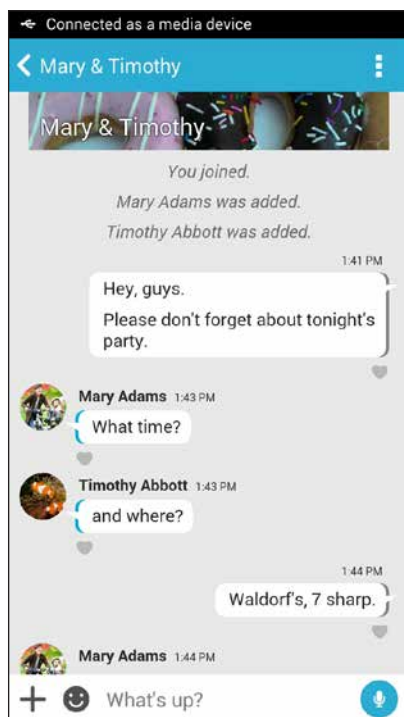 Connected as a media device
Mary & Timothy
Mary & Timothy
You joined.
Mary Adams was added.
Timothy Abbott was added.
1:41 PM
Hey, guys.
Please don't forget about tonight's
party.
Mary Adams 1:43 PM
What time?
Timothy Abbott 1:43 PM
and where?
1:44 PM
Waldorf's, 7 sharp.
Mary Adams 1:44 PM
What's up?